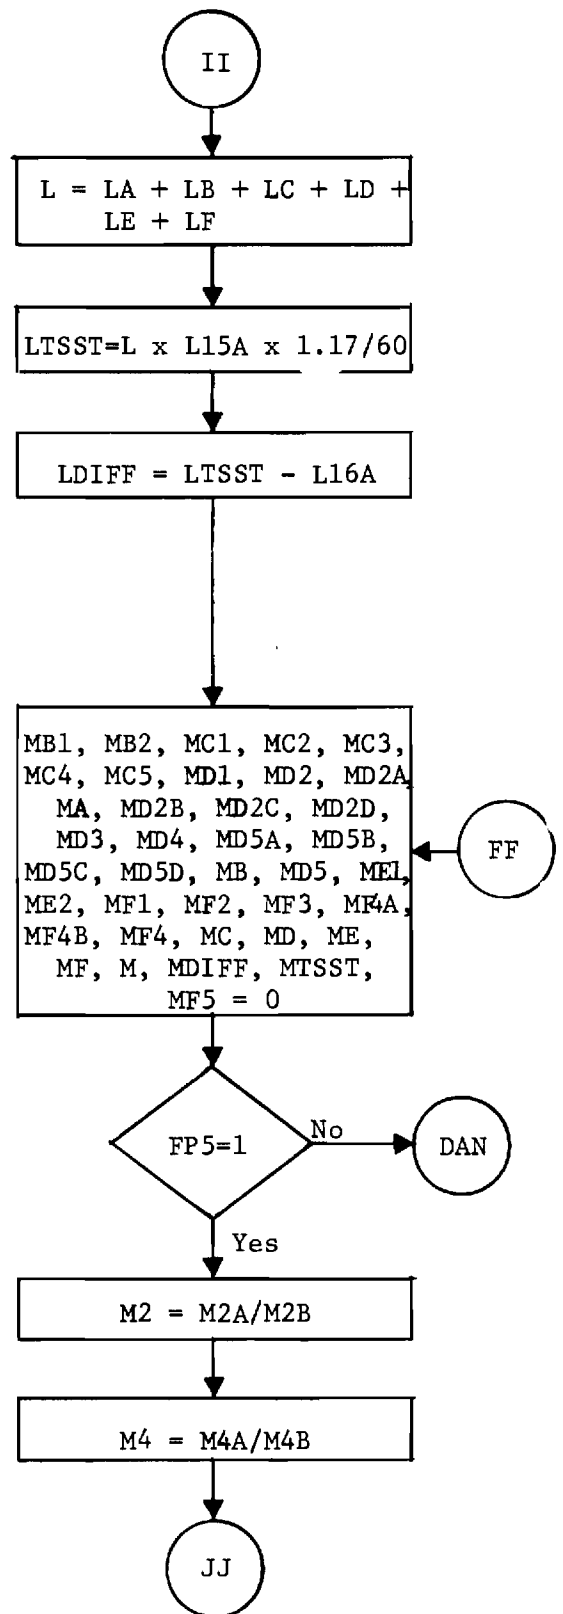 II
L = LA + LB + LC + LD +
LE + LF
LTSST=L x L15A x 1.17/60
LDIFF = LTSST - L16A
MB1, MB2, MC1, MC2, MC3,
MC4, MC5, MD1, MD2, MD2A,
MA, MD2B, MD2C, MD2D,
MD3, MD4, MD5A, MD5B,
MD5C, MD5D, MB, MD5, ME1,
ME2, MF1, MF2, MF3, MF4A,
MF4B, MF4, MC, MD, ME,
MF, M, MDIFF, MTSST,
MF5 = 0
FF
FP5=1
No
DAN
Yes
M2 = M2A/M2B
M4 = M4A/M4B
JJ